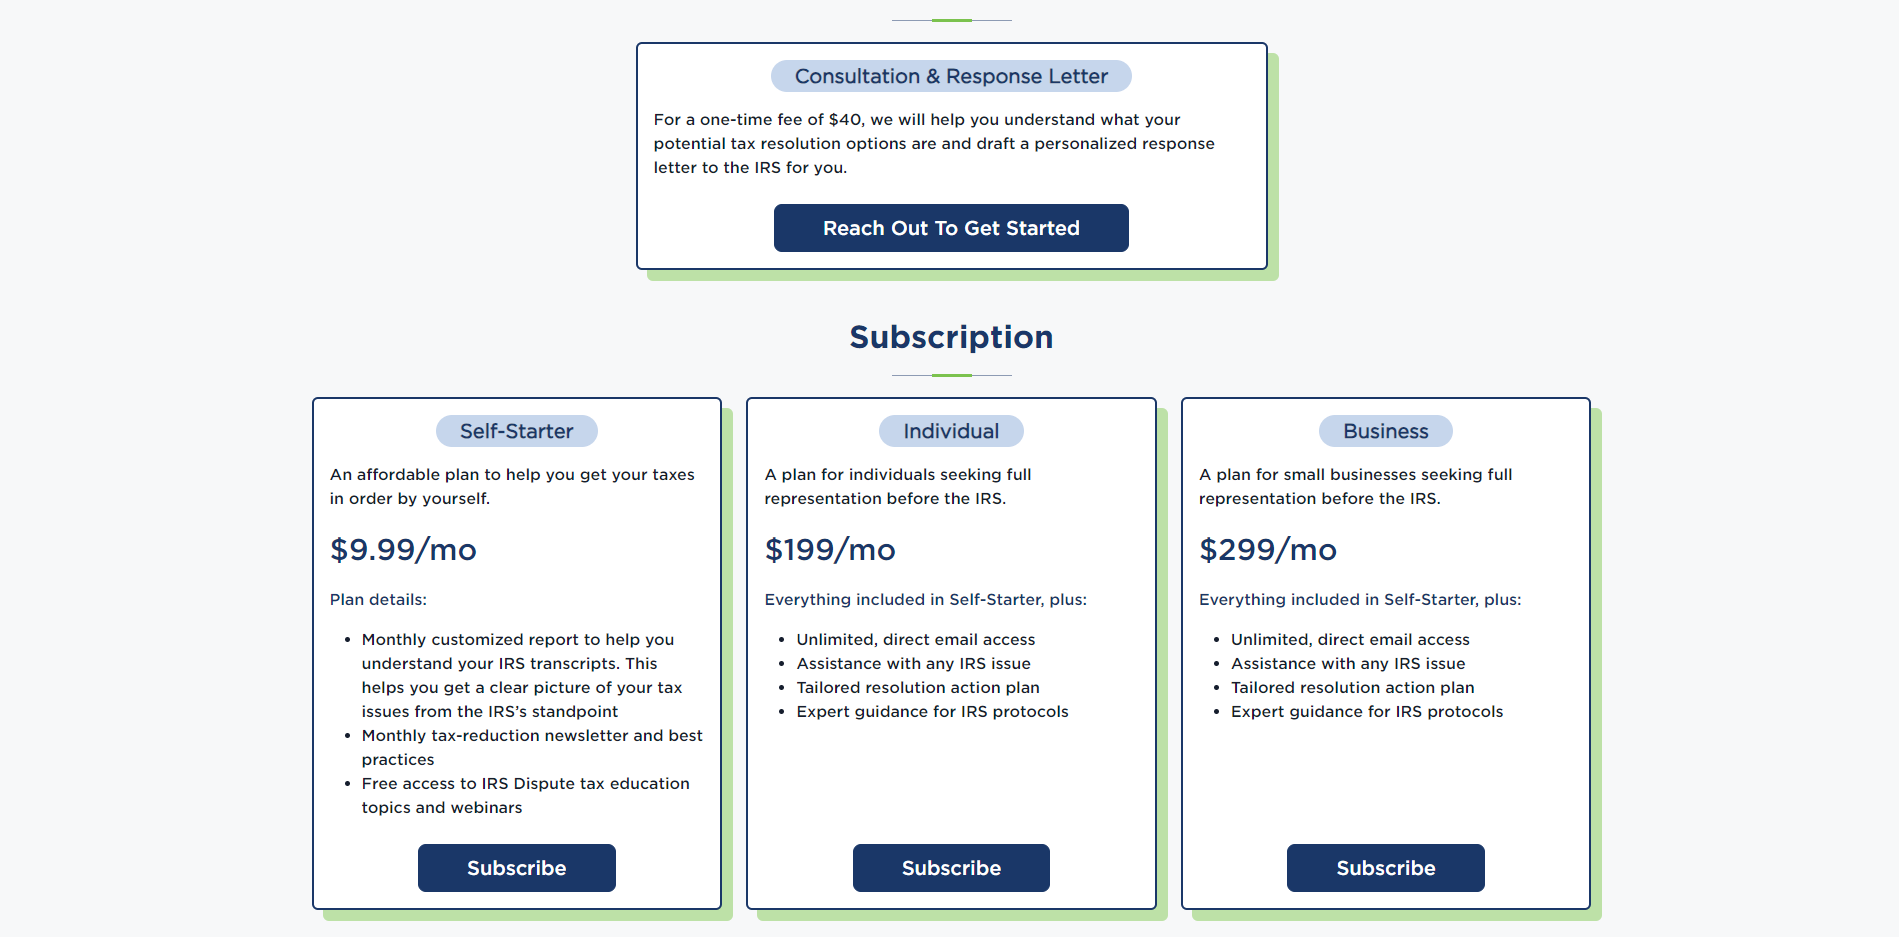 Consultation & Response Letter
For a one-time fee of $40, we will help you understand what your
potential tax resolution options are and draft a personalized response
letter to the IRS for you.
Reach Out To Get Started
Subscription
Self-Starter
An affordable plan to help you get your taxes
in order by yourself.
$9.99/mo
Plan details:
• Monthly customized report to help you
understand your IRS transcripts. This
helps you get a clear picture of your tax
issues from the IRS’s standpoint
• Monthly tax-reduction newsletter and best
practices
• Free access to IRS Dispute tax education
topics and webinars
Subscribe
Individual
A plan for individuals seeking full
representation before the IRS.
$199/mo
Everything included in Self-Starter, plus:
• Unlimited, direct email access
• Assistance with any IRS issue
• Tailored resolution action plan
• Expert guidance for IRS protocols
Subscribe
Business
A plan for small businesses seeking full
representation before the IRS.
$299/mo
Everything included in Self-Starter, plus:
• Unlimited, direct email access
• Assistance with any IRS issue
• Tailored resolution action plan
• Expert guidance for IRS protocols
Subscribe